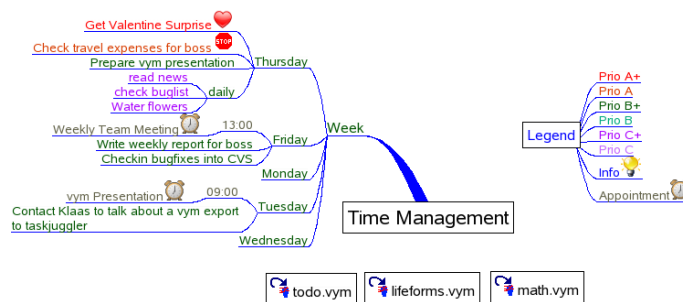 Get Valentine Surprise
Check travel expenses for boss
STOP
Prepare vym presentation
Thursday
read news
check buglist
daily
Water flowers
Weekly Team Meeting
13:00
Write weekly report for boss
Friday
Checkin bugfixes into CVS
Week
Monday
vym Presentation
09:00
Contact Klaas to talk about a vym export
to taskjuggler
Tuesday
Wednesday
Time Management
Legend
Prio A+
Prio A
Prio B+
Prio B
Prio C+
Prio C
Info
Appointment
todo.vym
lifeforms.vym
math.vym